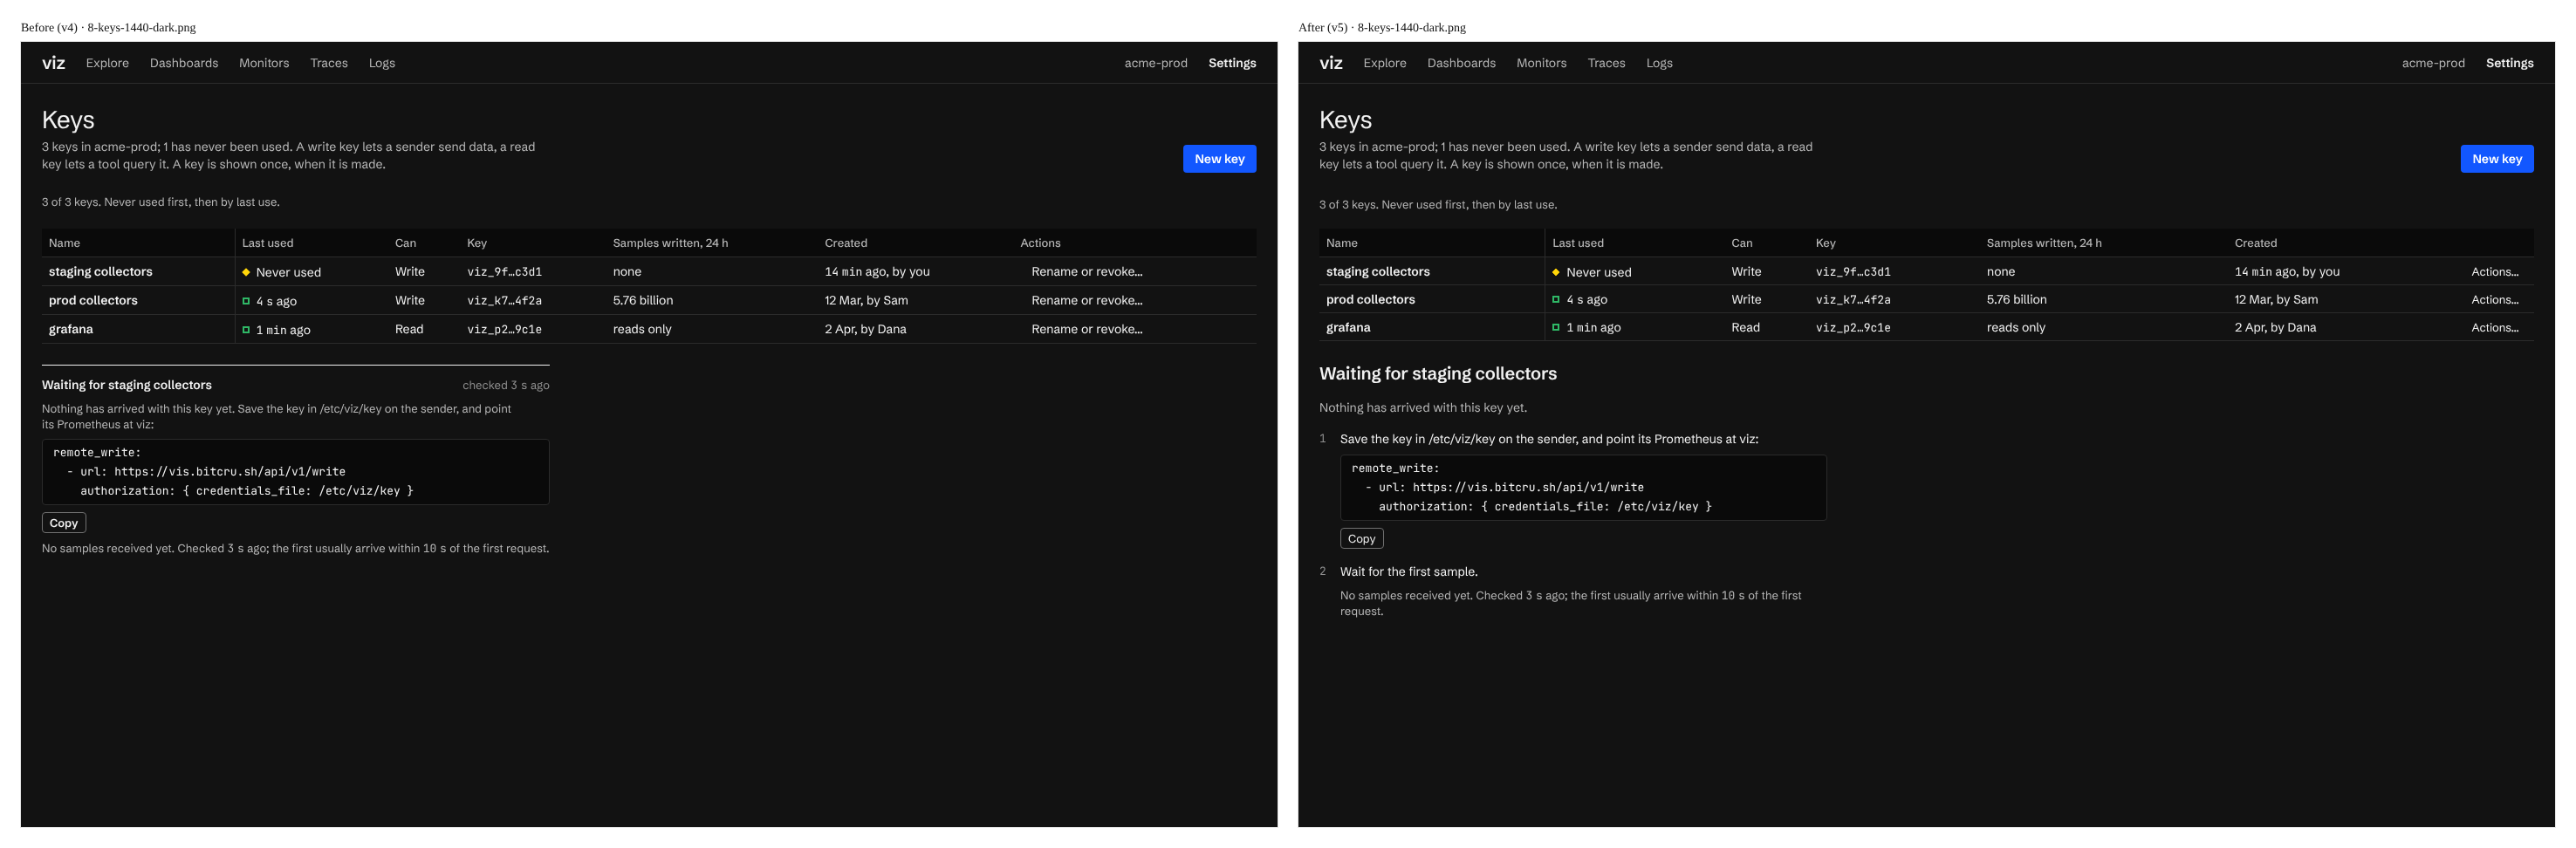 Before (v4) · 8-keys-1440-dark.png
viz Explore Dashboards Monitors Traces Logs acme-prod Settings
Keys
3 keys in acme-prod; 1 has never been used. A write key lets a sender send data, a read
key lets a tool query it. A key is shown once, when it is made.
New key
3 of 3 keys. Never used first, then by last use.
Name Last used Can Key Samples written, 24 h Created Actions
staging collectors Never used Write viz_9f…c3d1 none 14 min ago, by you Rename or revoke…
prod collectors 4 s ago Write viz_k7…4f2a 5.76 billion 12 Mar, by Sam Rename or revoke…
grafana 1 min ago Read viz_p2…9c1e reads only 2 Apr, by Dana Rename or revoke…
Waiting for staging collectors checked 3 s ago
Nothing has arrived with this key yet. Save the key in /etc/viz/key on the sender, and point
its Prometheus at viz:
remote_write:
- url: https://vis.bitcru.sh/api/v1/write
authorization: { credentials_file: /etc/viz/key }
Copy
No samples received yet. Checked 3 s ago; the first usually arrive within 10 s of the first request.
After (v5) · 8-keys-1440-dark.png
viz Explore Dashboards Monitors Traces Logs acme-prod Settings
Keys
3 keys in acme-prod; 1 has never been used. A write key lets a sender send data, a read
key lets a tool query it. A key is shown once, when it is made.
New key
3 of 3 keys. Never used first, then by last use.
Name Last used Can Key Samples written, 24 h Created
staging collectors Never used Write viz_9f…c3d1 none 14 min ago, by you Actions…
prod collectors 4 s ago Write viz_k7…4f2a 5.76 billion 12 Mar, by Sam Actions…
grafana 1 min ago Read viz_p2…9c1e reads only 2 Apr, by Dana Actions…
Waiting for staging collectors
Nothing has arrived with this key yet.
1 Save the key in /etc/viz/key on the sender, and point its Prometheus at viz:
remote_write:
- url: https://vis.bitcru.sh/api/v1/write
authorization: { credentials_file: /etc/viz/key }
Copy
2 Wait for the first sample.
No samples received yet. Checked 3 s ago; the first usually arrive within 10 s of the first
request.